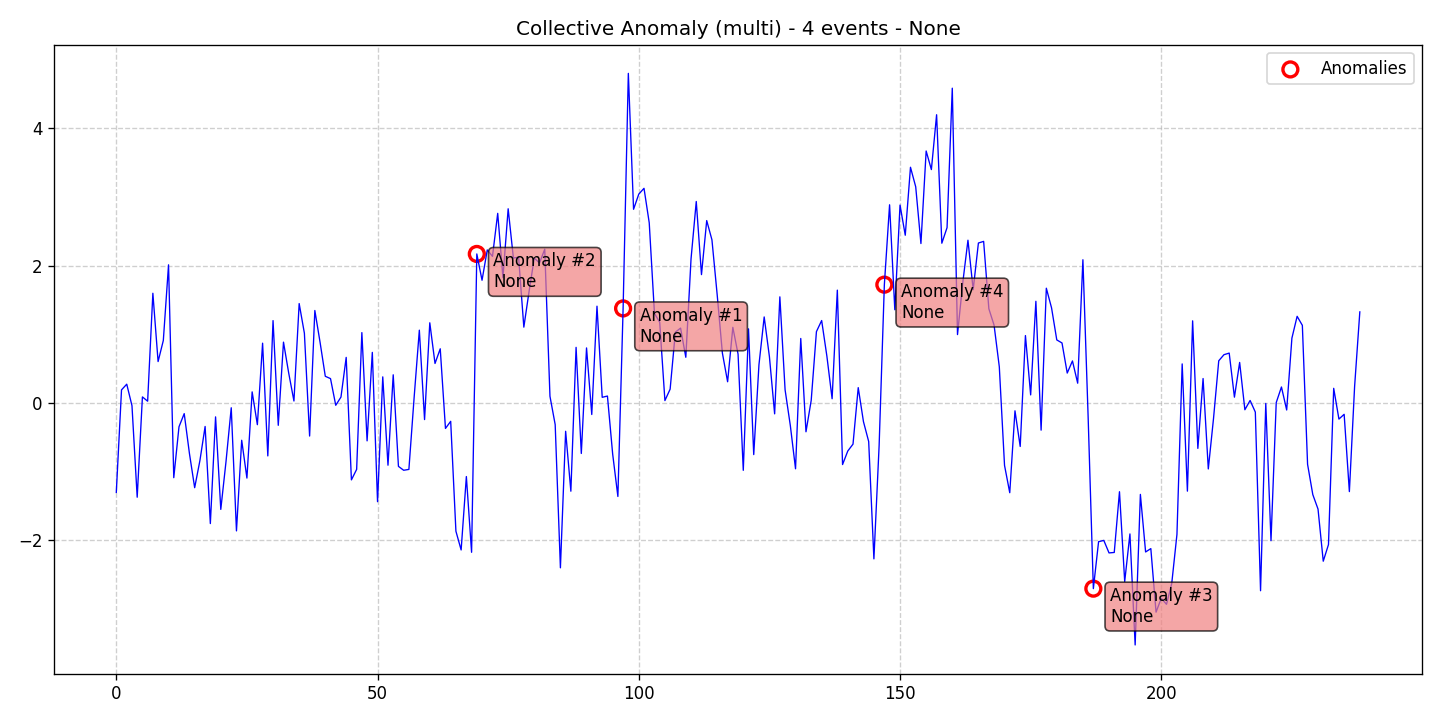 Collective Anomaly (multi) - 4 events - None
Anomalies
4
2
0
−2
Anomaly #2
None
Anomaly #1
None
Anomaly #4
None
Anomaly #3
None
0
50
100
150
200